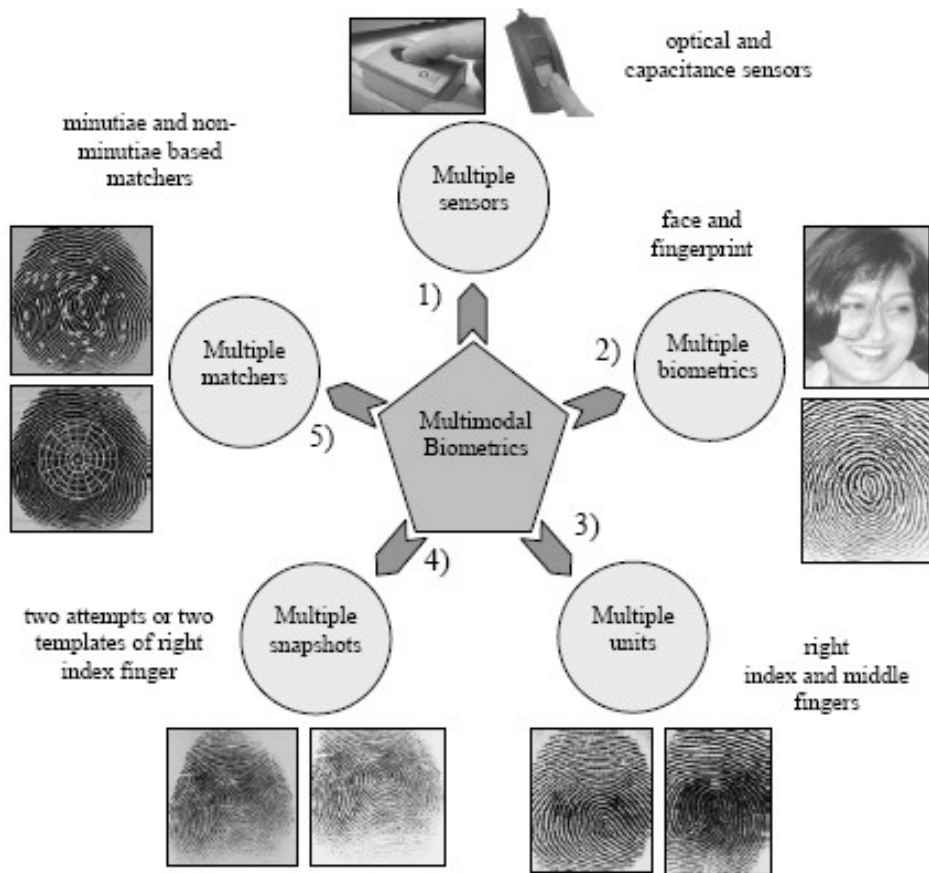 optical and
capacitance sensors
minutiae and non-
minutiae based
matchers
Multiple
sensors
face and
fingerprint
1)
2)
Multiple
biometrics
Multiple
matchers
Multimodal
Biometrics
5)
3)
4)
two attempts or two
templates of right
index finger
Multiple
snapshots
Multiple
units
right
index and middle
fingers